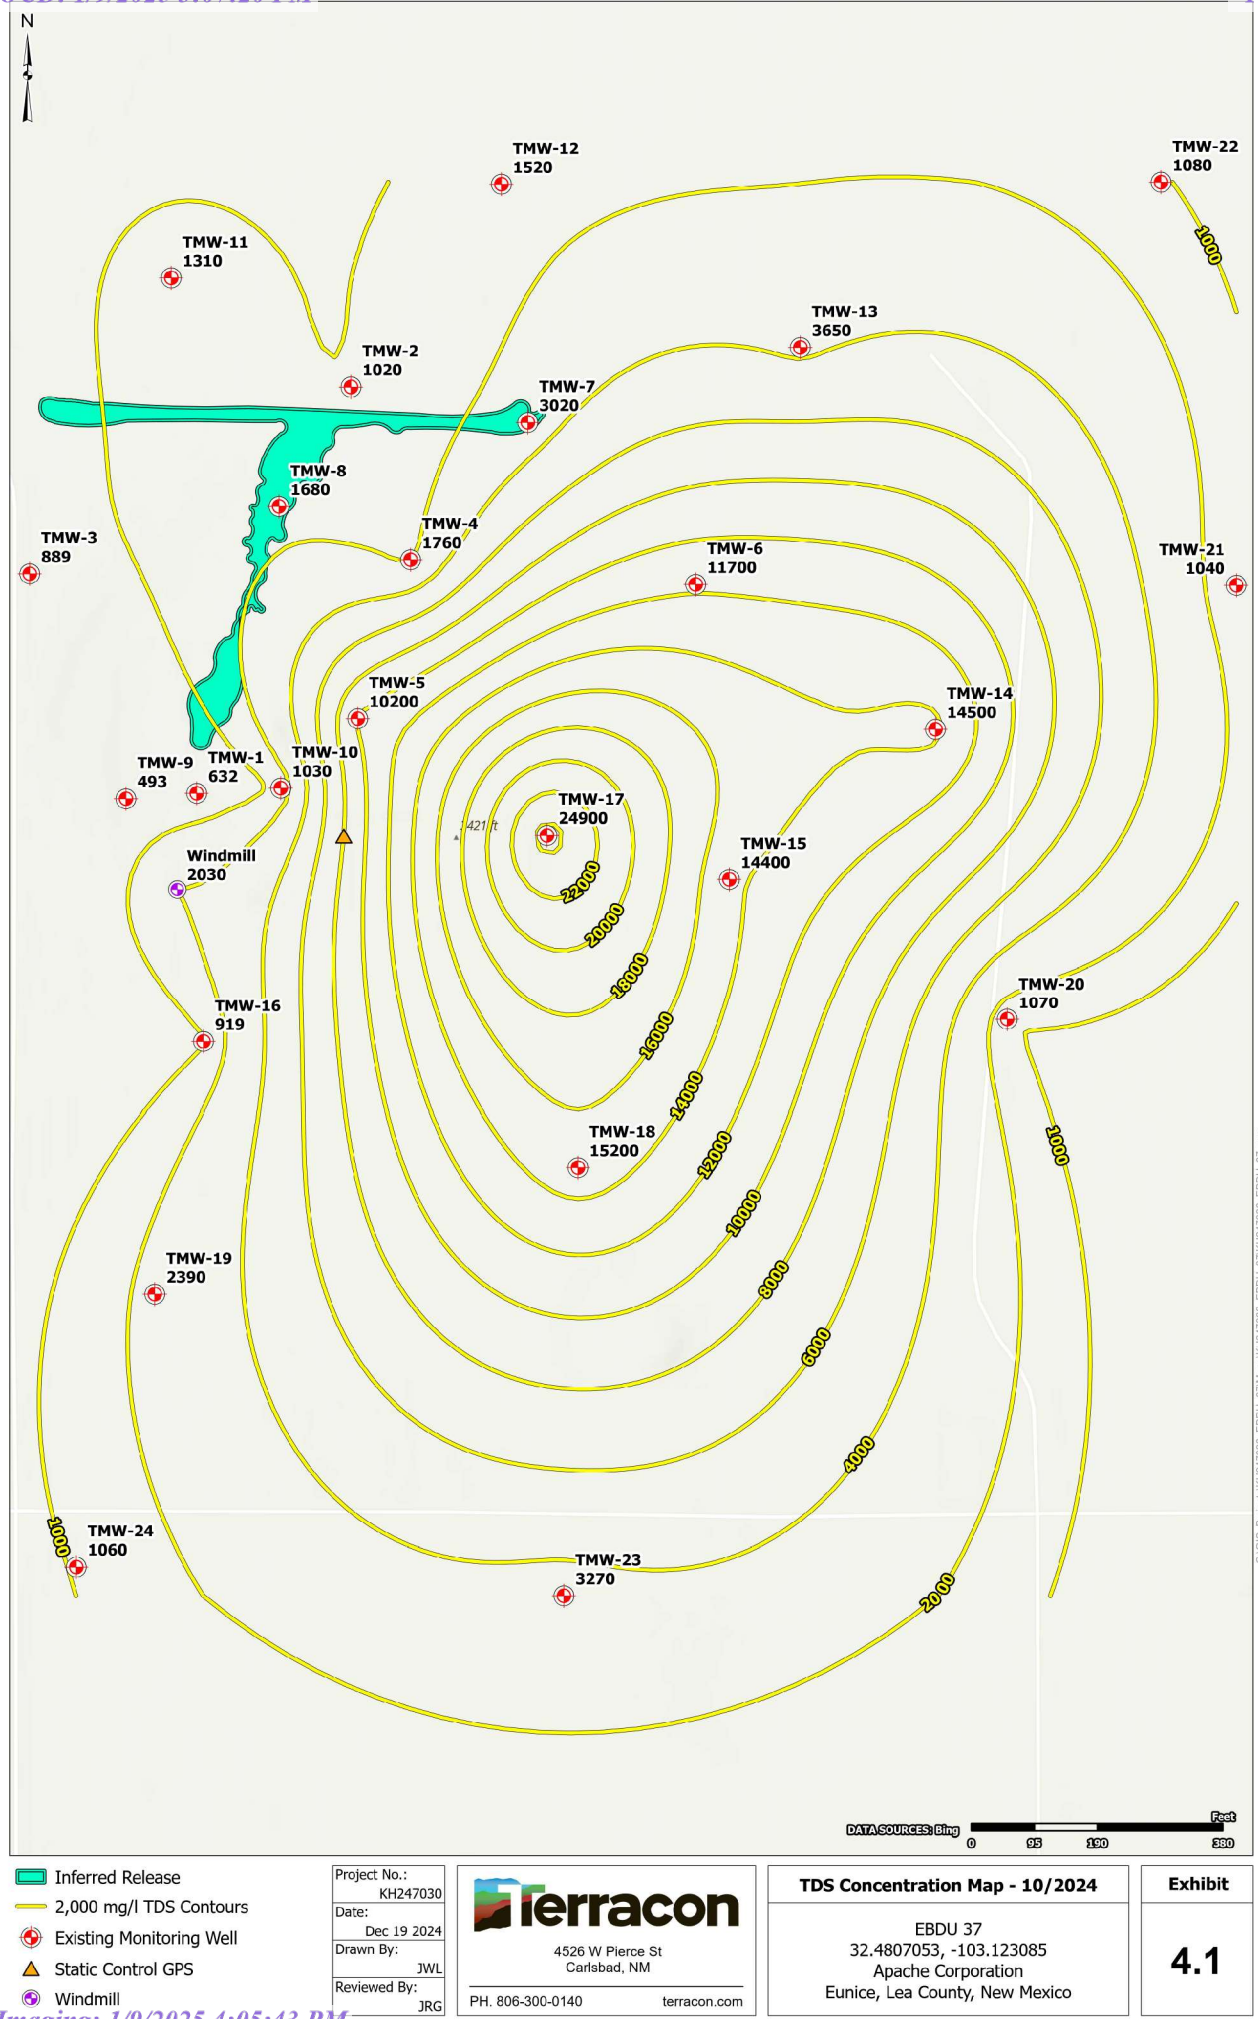 N
TMW-12
1520
TMW-22
1080
1000
TMW-11
1310
TMW-13
3650
TMW-2
1020
TMW-7
3020
TMW-8
1680
TMW-4
1760
TMW-3
889
TMW-6
11700
TMW-21
1040
TMW-5
10200
TMW-14
14500
TMW-10
1030
TMW-1
632
TMW-9
493
TMW-17
24900
421 ft
TMW-15
14400
Windmill
2030
22000
20000
18000
16000
14000
12000
10000
8000
6000
4000
2000
TMW-16
919
TMW-20
1070
1000
TMW-18
15200
TMW-19
2390
TMW-24
1060
1000
TMW-23
3270
DATA SOURCES: Bing
Feet
0 95 190 380
Inferred Release
2,000 mg/l TDS Contours
Existing Monitoring Well
Static Control GPS
Windmill
Project No.:
KH247030
Date:
Dec 19 2024
Drawn By:
JWL
Reviewed By:
JRG
Terracon
4526 W Pierce St
Carlsbad, NM
PH. 806-300-0140 terracon.com
TDS Concentration Map - 10/2024
EBDU 37
32.4807053, -103.123085
Apache Corporation
Eunice, Lea County, New Mexico
Exhibit
4.1
Imaging: 1/9/2025 4:05:43 PM